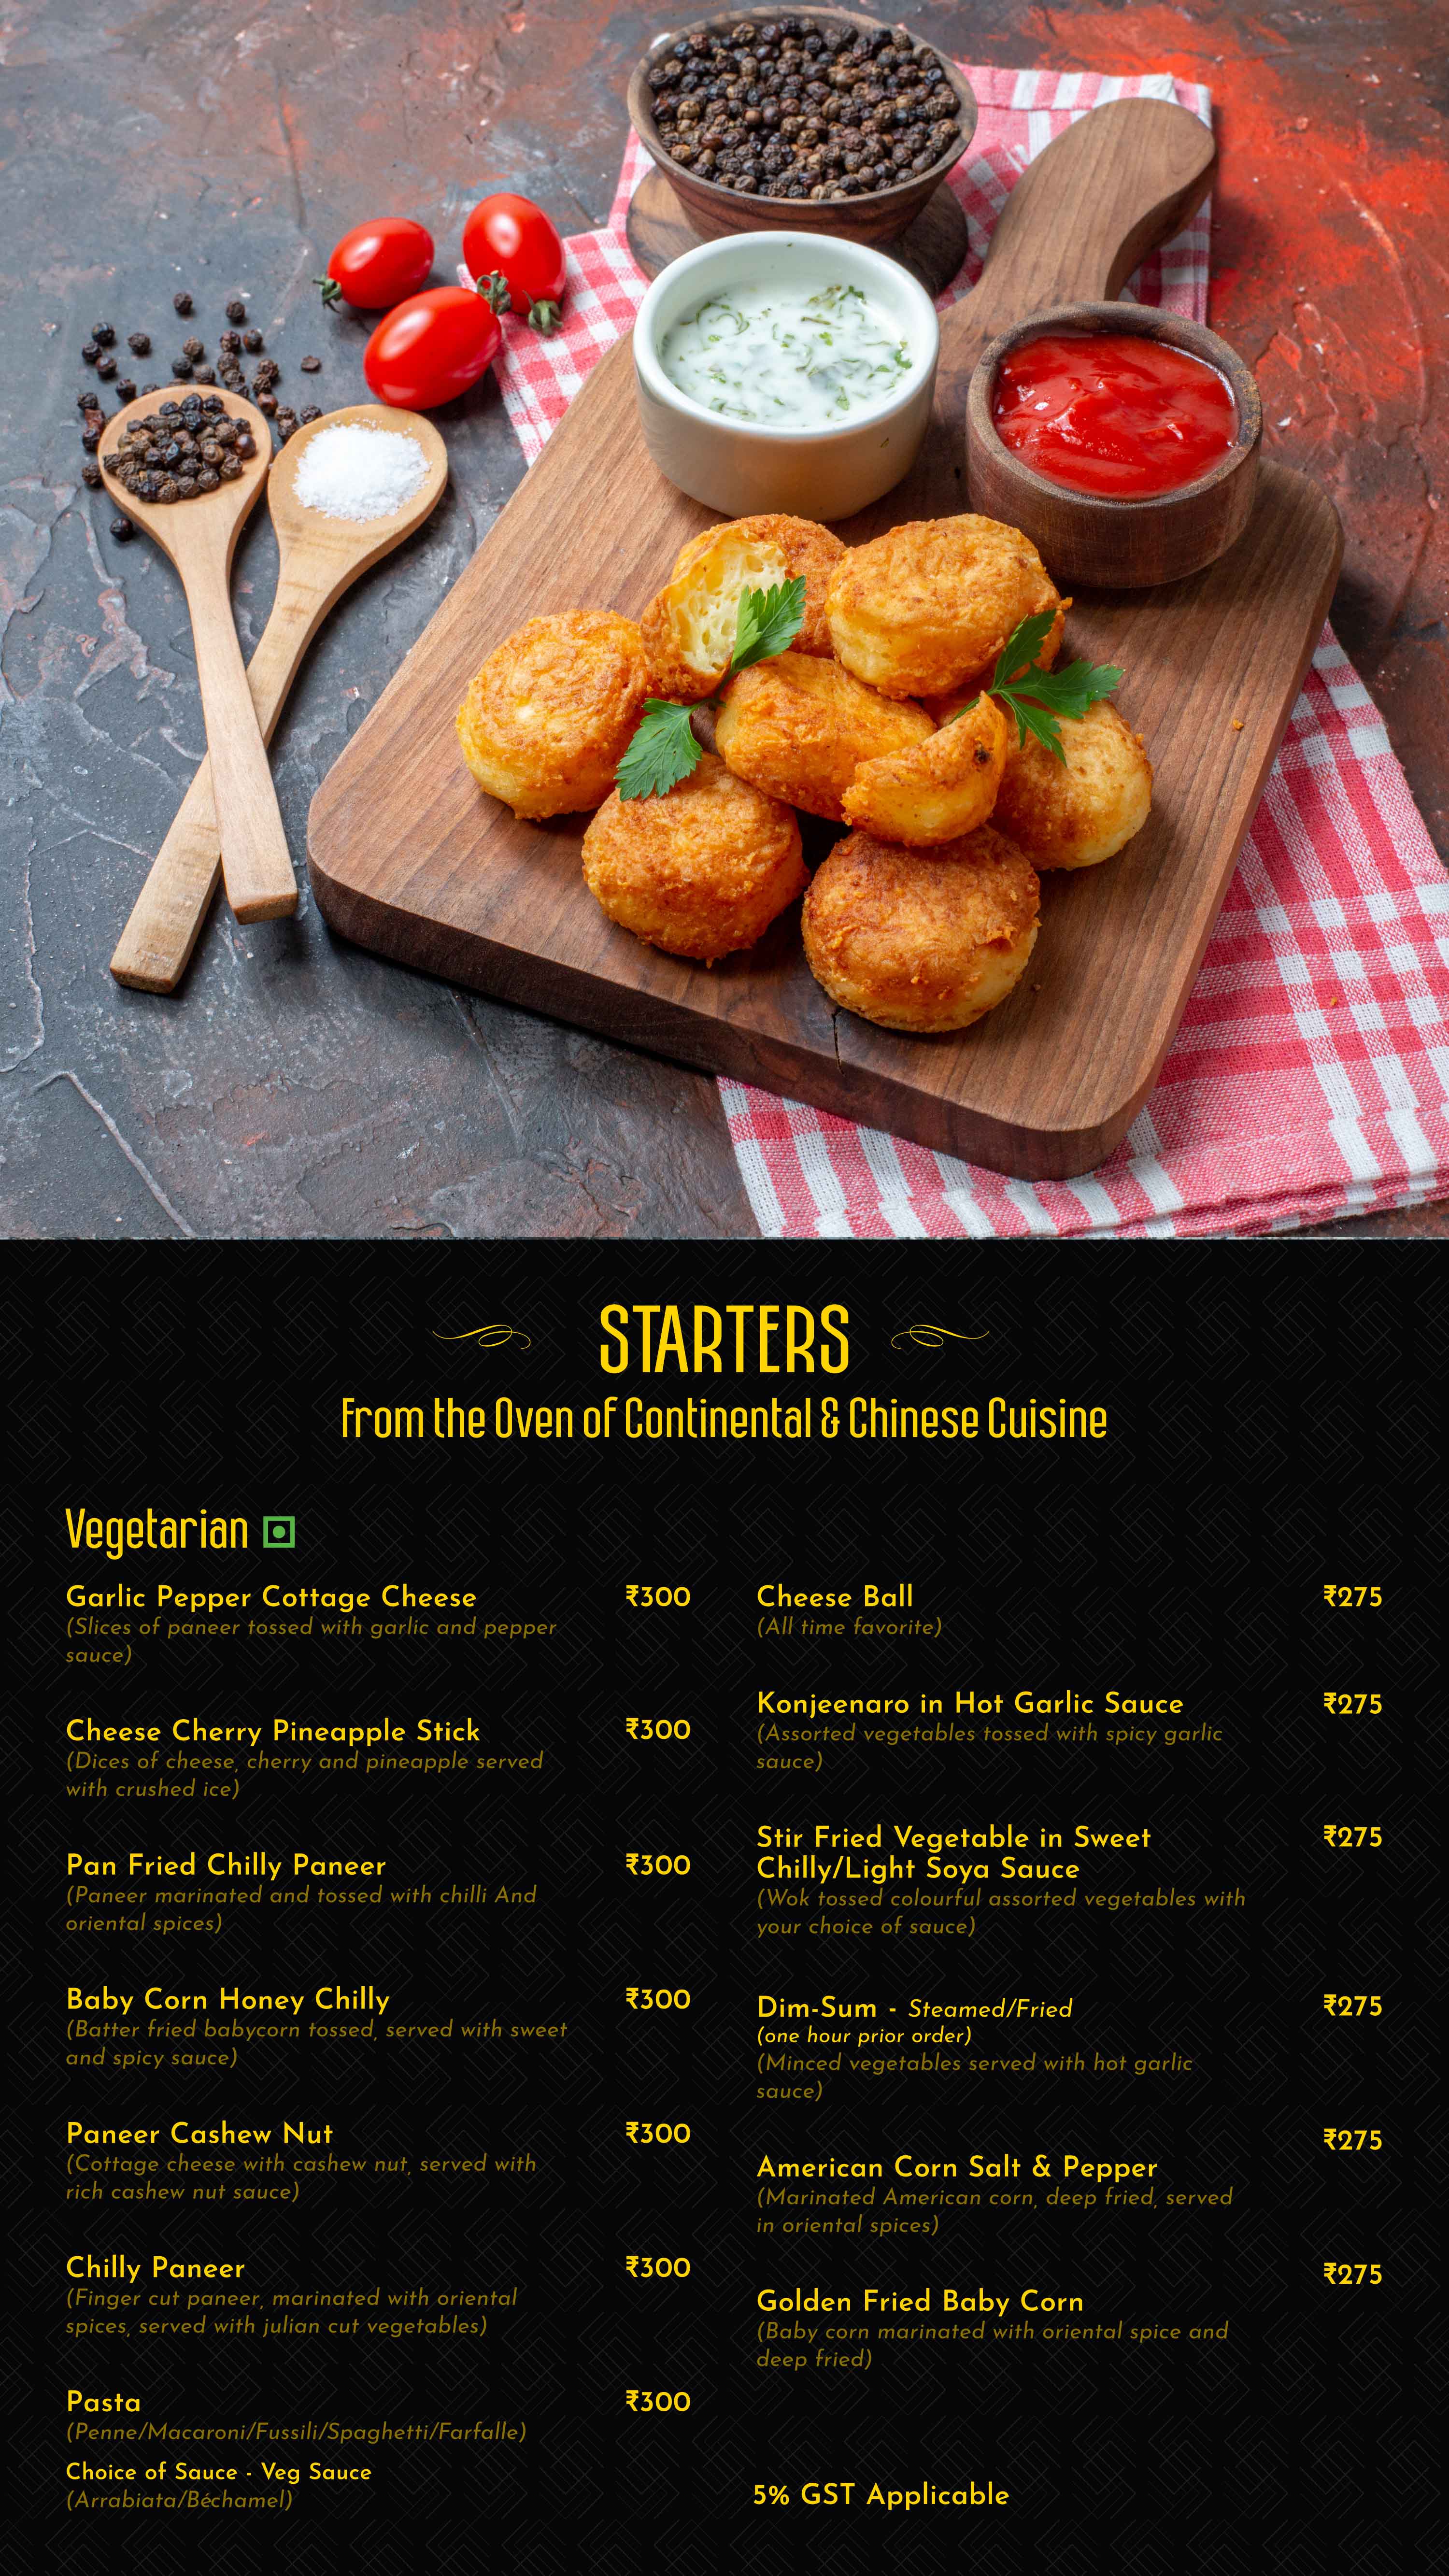 STARTERS
From the Oven of Continental & Chinese Cuisine
Vegetarian
Garlic Pepper Cottage Cheese ₹300
(Slices of paneer tossed with garlic and pepper
sauce)
Cheese Cherry Pineapple Stick ₹300
(Dices of cheese, cherry and pineapple served
with crushed ice)
Pan Fried Chilly Paneer ₹300
(Paneer marinated and tossed with chilli And
oriental spices)
Baby Corn Honey Chilly ₹300
(Batter fried babycorn tossed, served with sweet
and spicy sauce)
Paneer Cashew Nut ₹300
(Cottage cheese with cashew nut, served with
rich cashew nut sauce)
Chilly Paneer ₹300
(Finger cut paneer, marinated with oriental
spices, served with julian cut vegetables)
Pasta ₹300
(Penne/Macaroni/Fussili/Spaghetti/Farfalle)
Choice of Sauce - Veg Sauce
(Arrabiata/Béchamel)
Cheese Ball ₹275
(All time favorite)
Konjeenaro in Hot Garlic Sauce ₹275
(Assorted vegetables tossed with spicy garlic
sauce)
Stir Fried Vegetable in Sweet ₹275
Chilly/Light Soya Sauce
(Wok tossed colourful assorted vegetables with
your choice of sauce)
Dim-Sum - Steamed/Fried ₹275
(one hour prior order)
(Minced vegetables served with hot garlic
sauce)
American Corn Salt & Pepper ₹275
(Marinated American corn, deep fried, served
in oriental spices)
Golden Fried Baby Corn ₹275
(Baby corn marinated with oriental spice and
deep fried)
5% GST Applicable